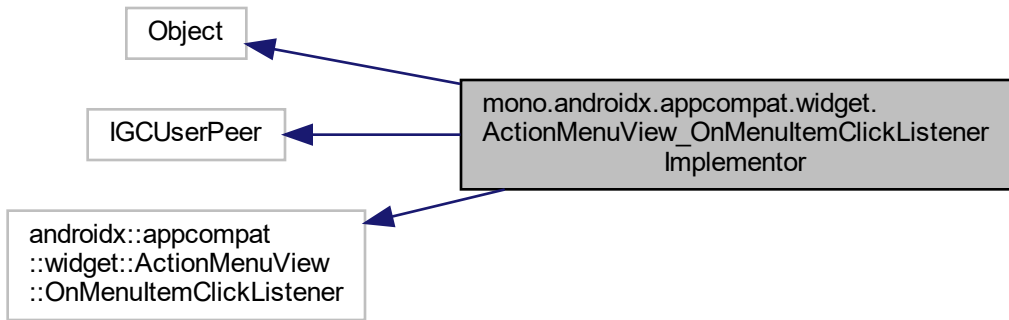 Object
mono.androidx.appcompat.widget.
ActionMenuView_OnMenuItemClickListener
Implementor
IGCUserPeer
androidx::appcompat
::widget::ActionMenuView
::OnMenuItemClickListener